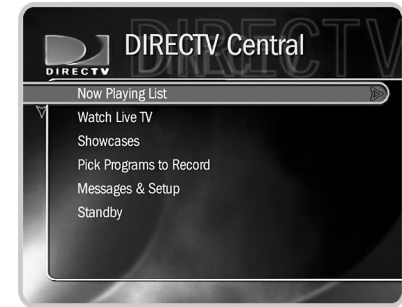 DIRECTV
DIRECTV Central
DIRECTV
Now Playing List
Watch Live TV
Showcases
Pick Programs to Record
Messages & Setup
Standby